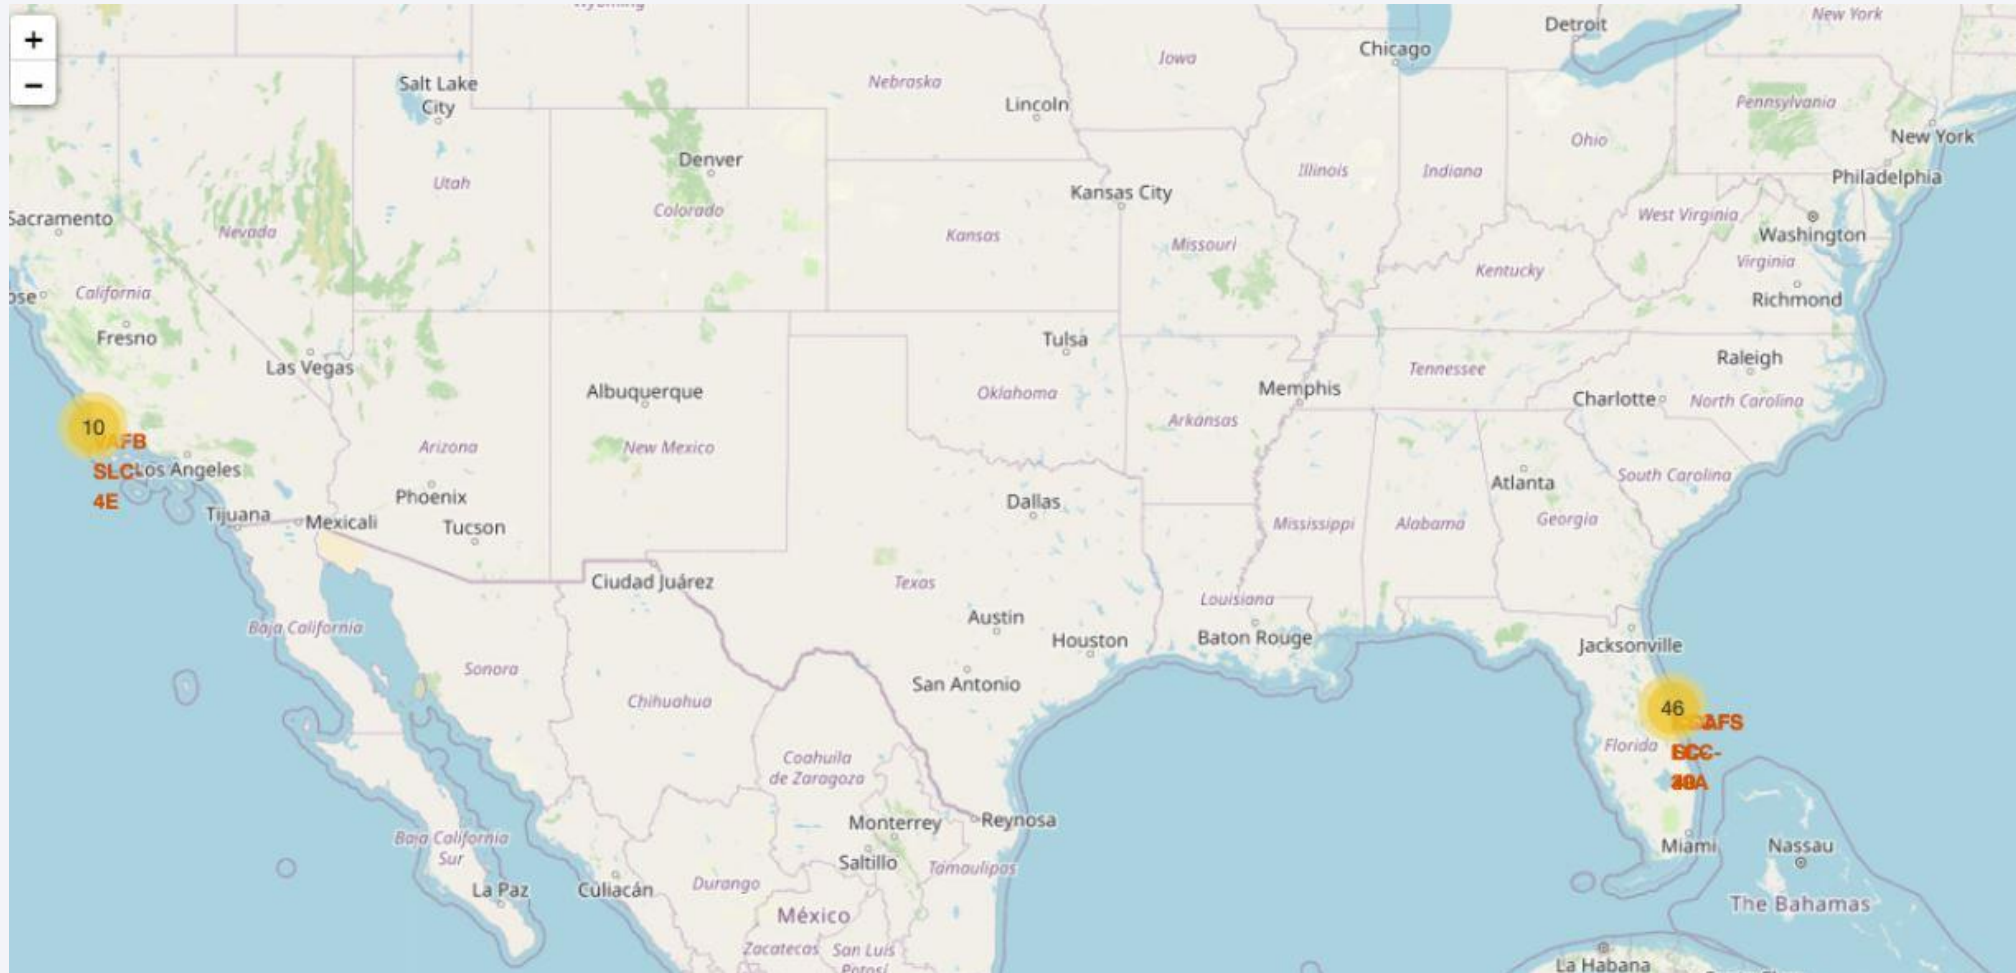 Wyoming
New York
Detroit
Chicago
Iowa
+
−
Salt Lake
City
Nebraska
Lincoln
Pennsylvania
New York
Ohio
Denver
Illinois
Indiana
Philadelphia
Utah
Kansas City
Colorado
Sacramento
Nevada
Kansas
Missouri
West Virginia
Washington
Virginia
Kentucky
California
ose
Richmond
Fresno
Las Vegas
Tulsa
Raleigh
Tennessee
Albuquerque
Oklahoma
Memphis
Charlotte
North Carolina
Arkansas
10
VAFB
SLC-
4E
Los Angeles
Arizona
New Mexico
South Carolina
Atlanta
Phoenix
Dallas
Tijuana
Mexicali
Tucson
Mississippi
Alabama
Georgia
Ciudad Juárez
Texas
Louisiana
Austin
Baja California
Houston
Baton Rouge
Jacksonville
Sonora
San Antonio
Chihuahua
46
AFS
Florida
Coahuila
de Zaragoza
Monterrey
Reynosa
Baja California
Sur
Saltillo
Tamaulipas
Miami
Nassau
La Paz
Culiacán
Durango
The Bahamas
México
Zacatecas
San Luis
Potosí
La Habana